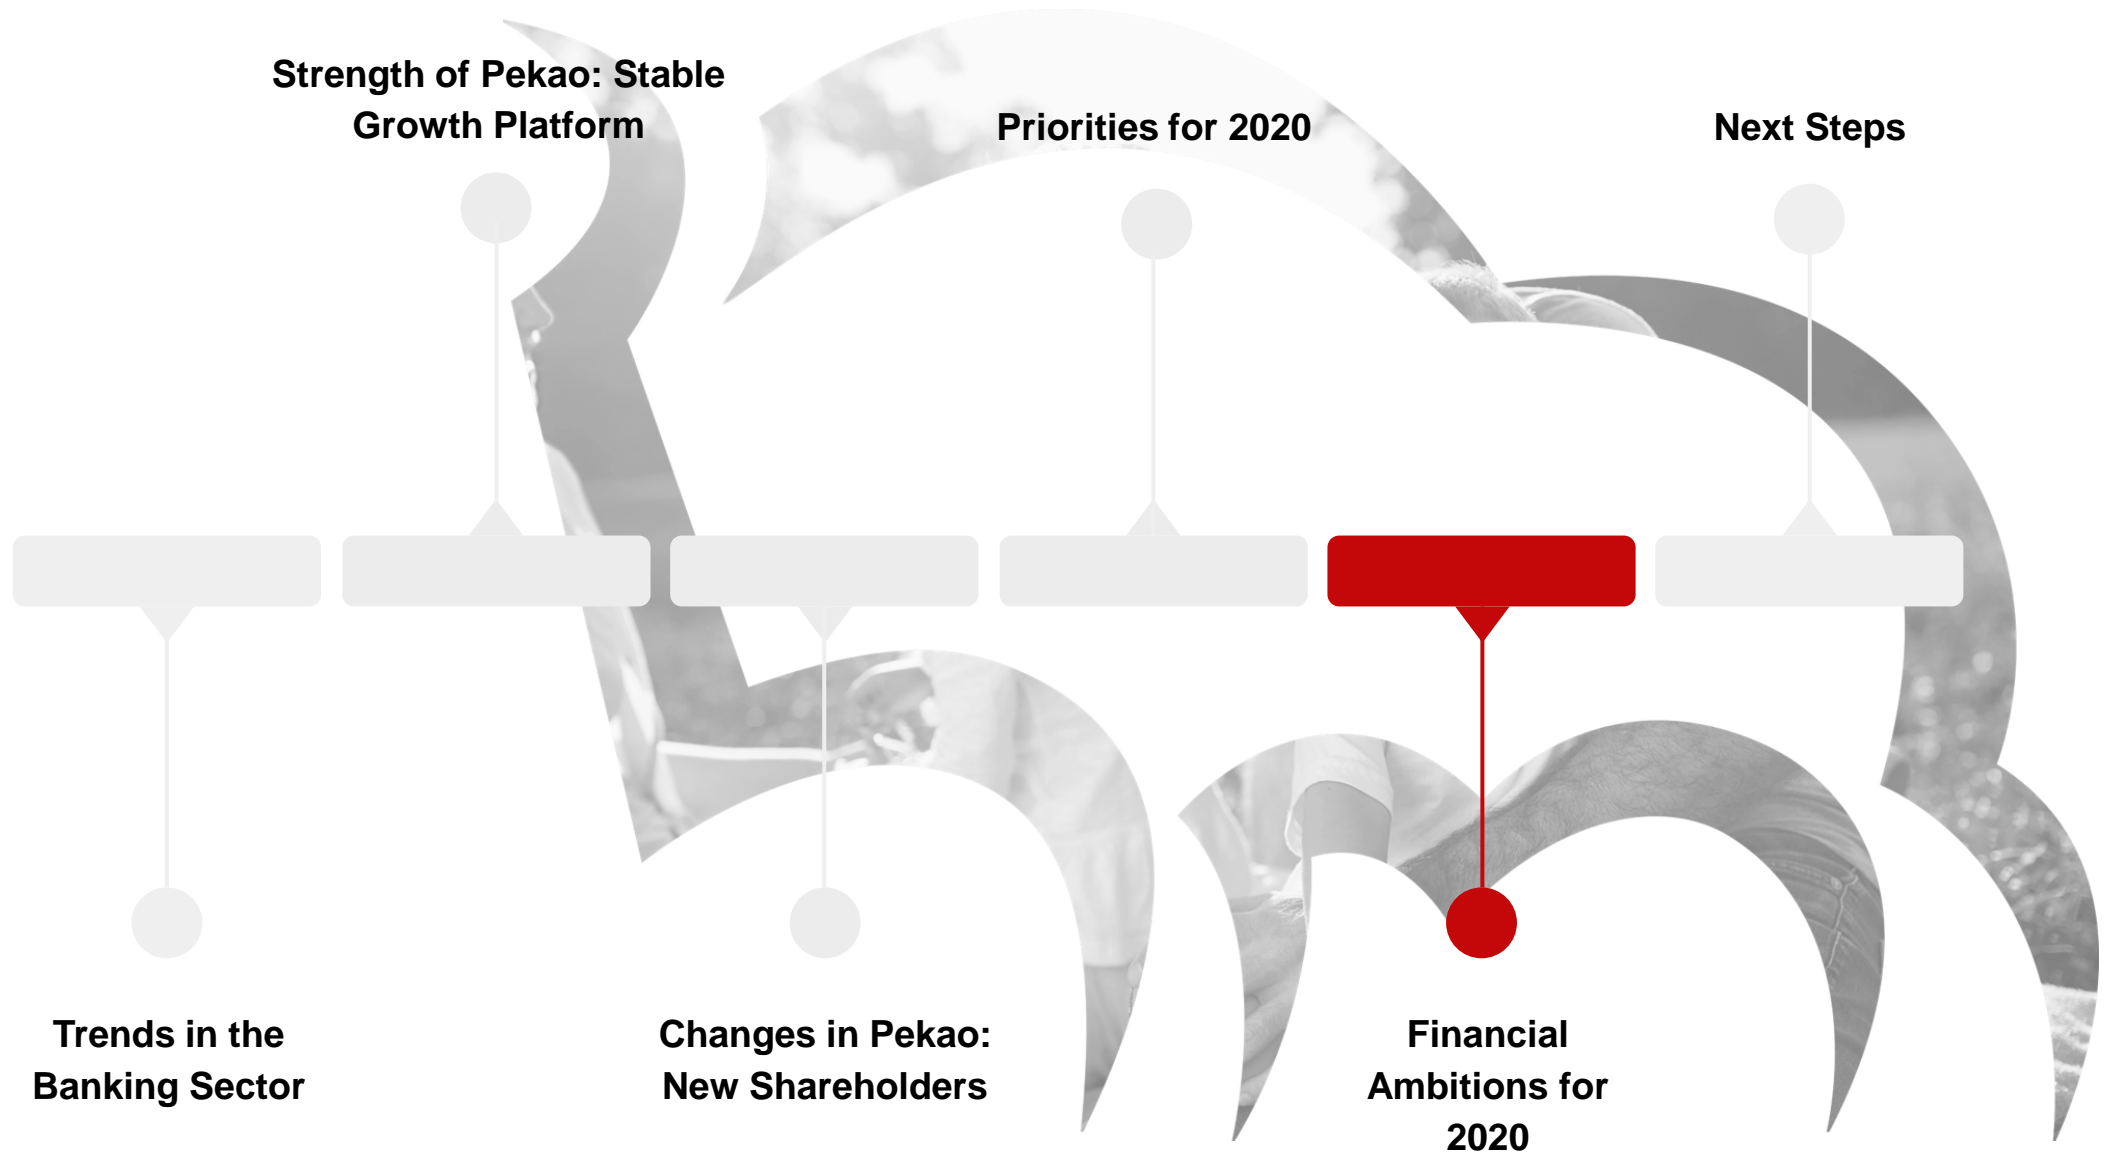 Strength of Pekao: Stable
Growth Platform
Priorities for 2020
Next Steps
Trends in the
Banking Sector
Changes in Pekao:
New Shareholders
Financial
Ambitions for
2020